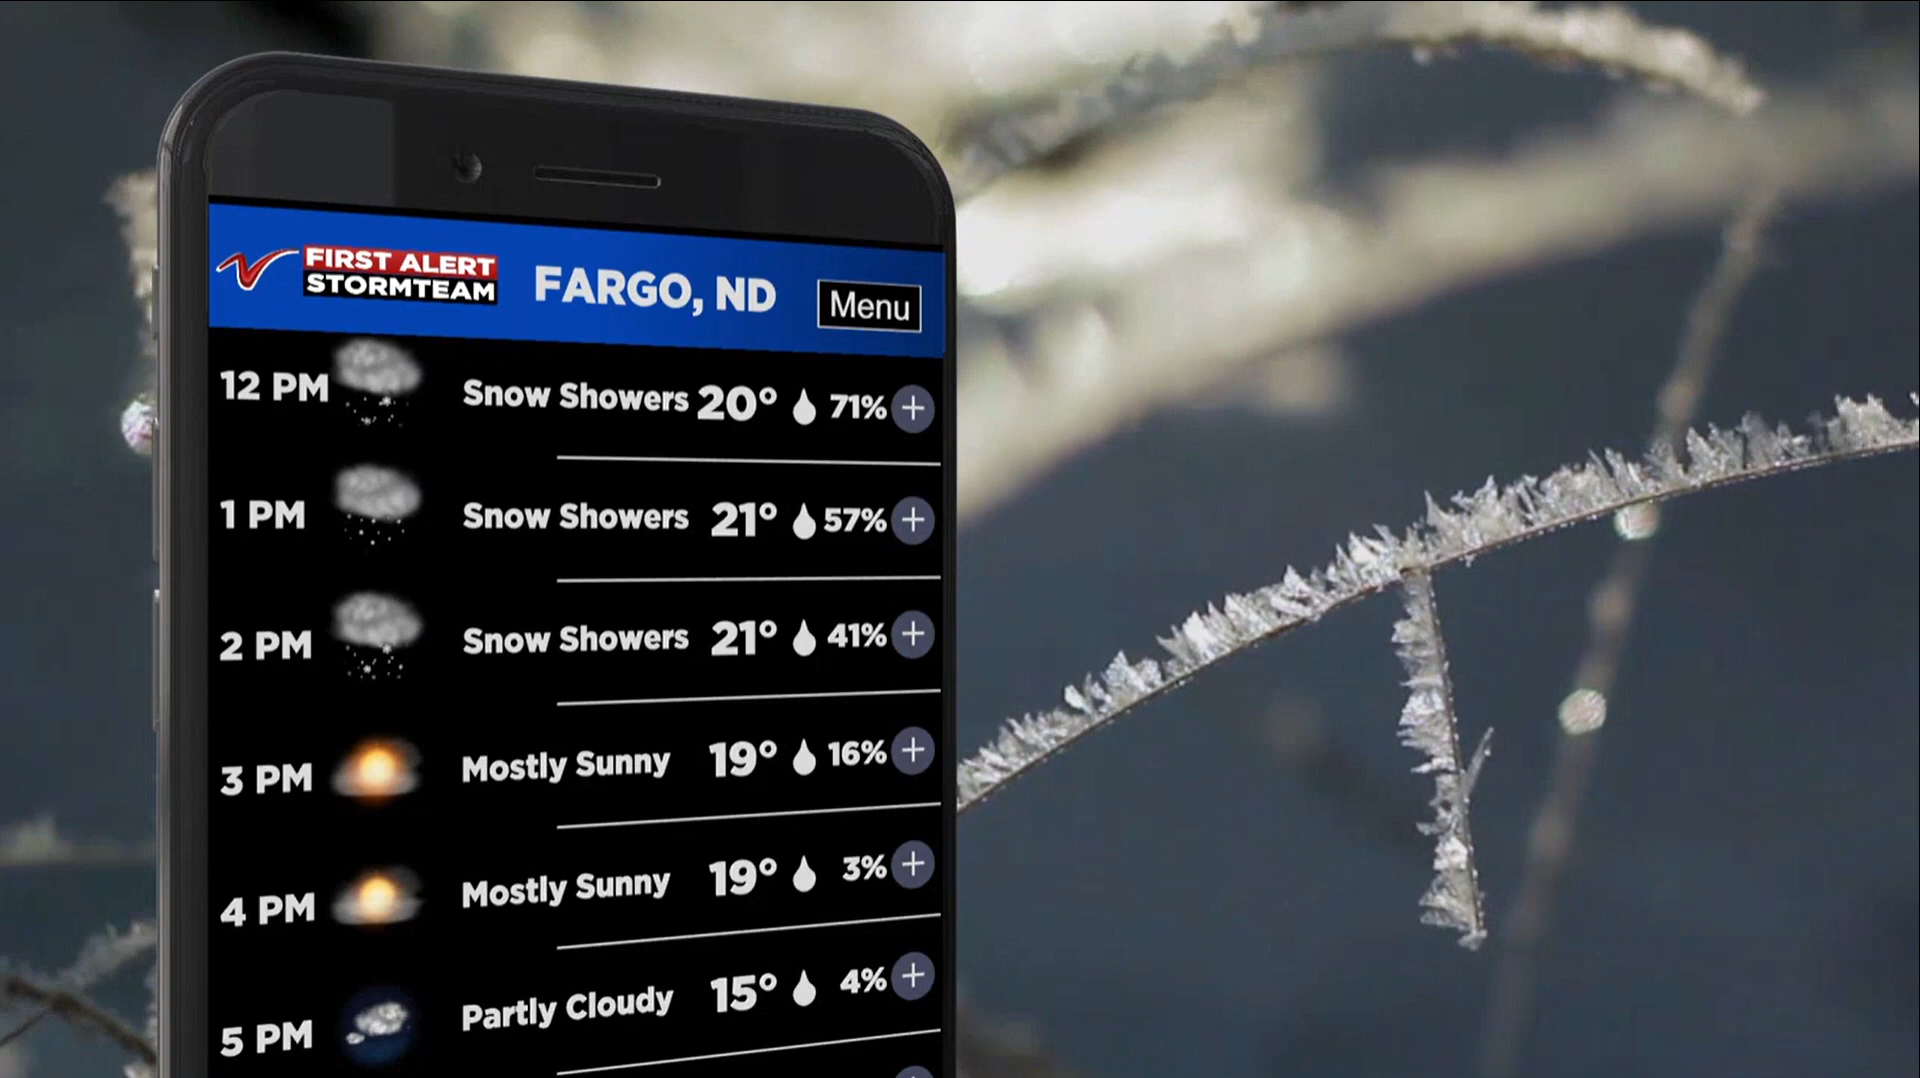 FIRST ALERT
STORMTEAM
FARGO, ND
Menu
12 PM Snow Showers 20° 71% +
1 PM Snow Showers 21° 57% +
2 PM Snow Showers 21° 41% +
3 PM Mostly Sunny 19° 16% +
4 PM Mostly Sunny 19° 3% +
5 PM Partly Cloudy 15° 4% +